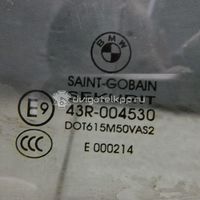 BMW
SAINT-GOBAIN
SEKURIT
E9 43R-004530
DOT615M50VAS2
CCC E 000214